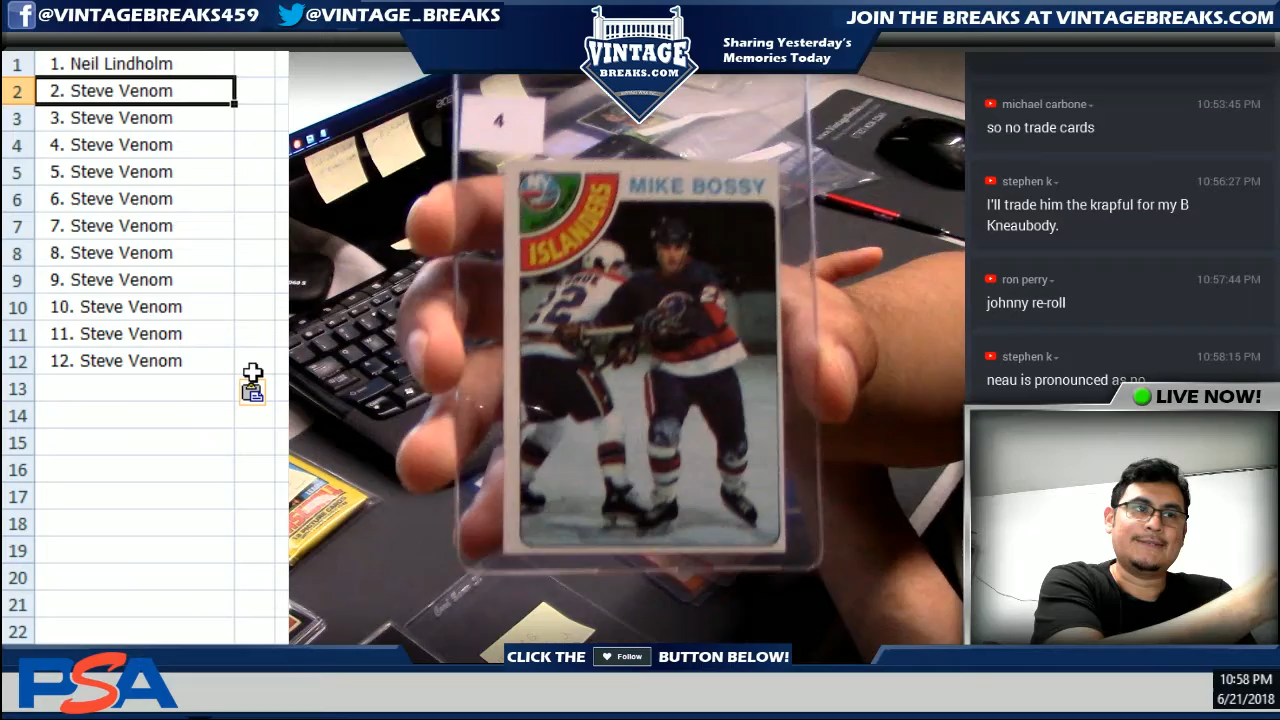 @VINTAGEBREAKS459
@VINTAGE_BREAKS
VINTAGE
BREAKS.COM
Sharing Yesterday's
Memories Today
JOIN THE BREAKS AT VINTAGEBREAKS.COM
1 1. Neil Lindholm
2 2. Steve Venom
3 3. Steve Venom
4 4. Steve Venom
5 5. Steve Venom
6 6. Steve Venom
7 7. Steve Venom
8 8. Steve Venom
9 9. Steve Venom
10 10. Steve Venom
11 11. Steve Venom
12 12. Steve Venom
13
14
15
16
17
18
19
20
21
22
4
MIKE BOSSY
ISLANDERS
22
michael carbone 10:53:45 PM
so no trade cards
stephen k 10:56:27 PM
I'll trade him the krapful for my B
Kneaubody.
ron perry 10:57:44 PM
johnny re-roll
stephen k 10:58:15 PM
neau is pronounced as no
LIVE NOW!
CLICK THE Follow BUTTON BELOW!
PSA
10:58 PM
6/21/2018